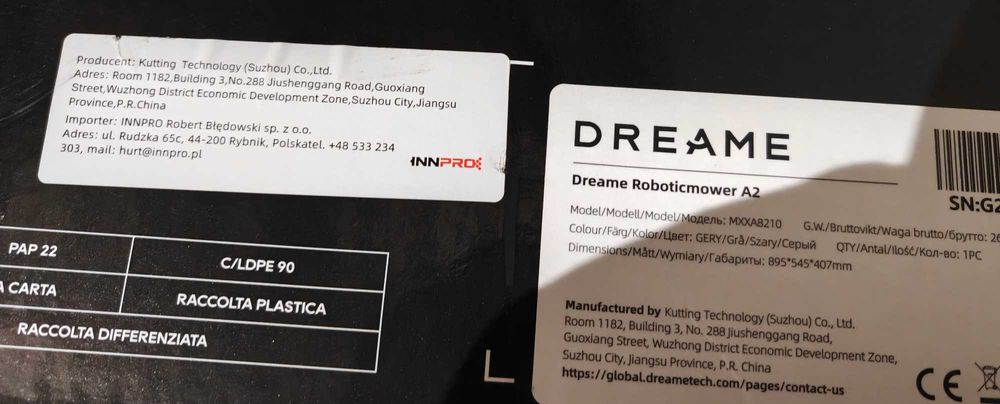 Producent: Kutting Technology (Suzhou) Co.,Ltd.
Adres: Room 1182,Building 3,No.288 Jiushenggang Road,Guoxiang
Street,Wuzhong District Economic Development Zone,Suzhou City,Jiangsu
Province,P.R.China
Importer: INNPRO Robert Błędowski sp. z o.o.
Adres: ul. Rudzka 65c, 44-200 Rybnik, Polskatel. +48 533 234
303, mail: hurt@innpro.pl
INNPRO
PAP 22
C/LDPE 90
CARTA
RACCOLTA PLASTICA
RACCOLTA DIFFERENZIATA
DREAME
Dreame Roboticmower A2
SN:G2
Model/Modell/Model/Модель: MXXA8210 G.W./Bruttovikt/Waga brutto/брутто: 26
Colour/Färg/Kolor/Цвет: GERY/Grå/Szary/Серый QTY/Antal/Ilość/Кол-во: 1PC
Dimensions/Mått/Wymiary/Габариты: 895*545*407mm
Manufactured by Kutting Technology (Suzhou) Co., Ltd.
Room 1182, Building 3, No. 288 Jiushenggang Road,
Guoxiang Street, Wuzhong District Economic Development Zone,
Suzhou City, Jiangsu Province, P.R. China
https://global.dreametech.com/pages/contact-us
CE